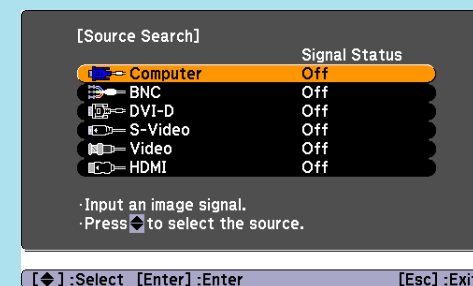 [Source Search]
Signal Status
Computer Off
BNC Off
DVI-D Off
S-Video Off
Video Off
HDMI Off
·Input an image signal.
·Press to select the source.
[ ] :Select [Enter] :Enter [Esc] :Exit